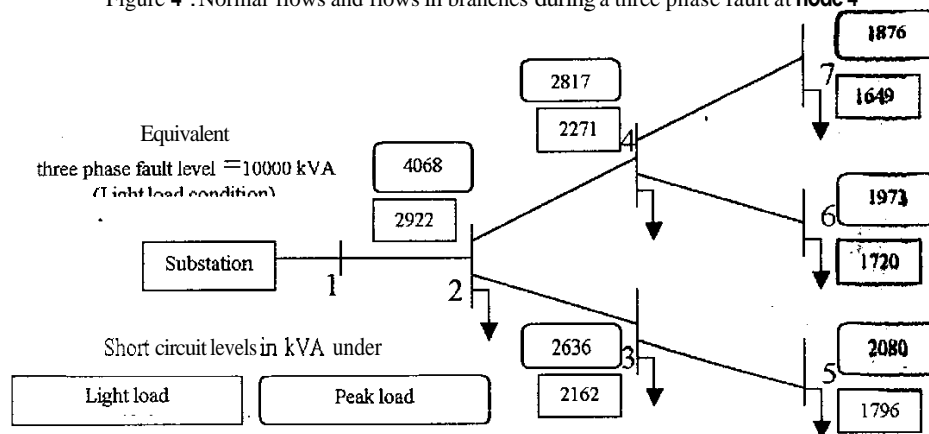 Figure 4 . Normal flows and flows in branches during a three phase fault at node 4
1876
2817
7
1649
Equivalent
2271
4
three phase fault level = 10000 kVA
4068
(Light load condition)
1973
2922
6
Substation
1720
1
2
Short circuit levels in kVA under
2636
3
2080
Light load
Peak load
2162
5
1796